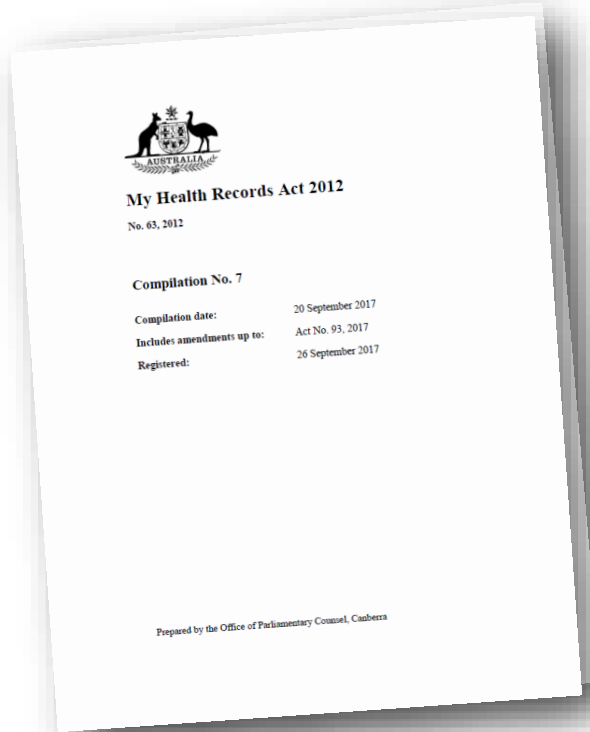 AUSTRALIA
My Health Records Act 2012
No. 63, 2012
Compilation No. 7
Compilation date: 20 September 2017
Includes amendments up to: Act No. 93, 2017
Registered: 26 September 2017
Prepared by the Office of Parliamentary Counsel, Canberra